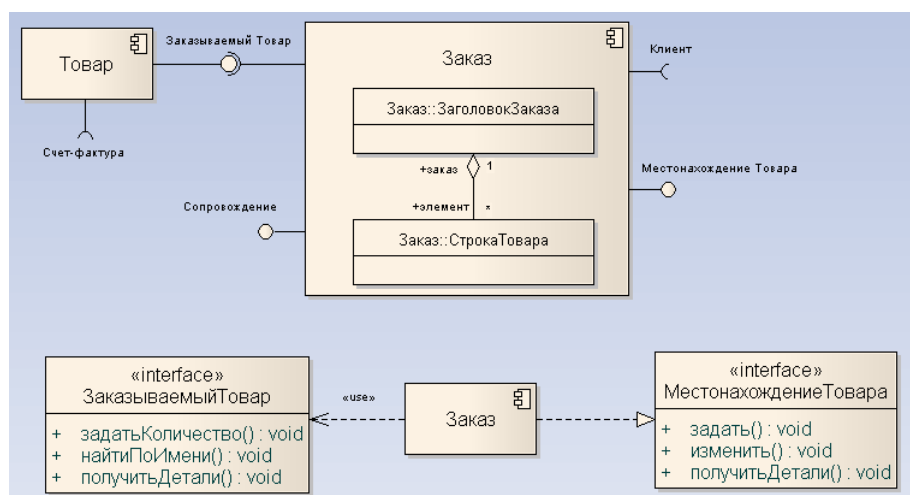 Заказываемый Товар
Товар
Заказ
Клиент
Заказ::ЗаголовокЗаказа
Счет-фактура
+заказ 1
Местонахождение Товара
Сопровождение
+элемент *
Заказ::СтрокаТовара
«interface»
ЗаказываемыйТовар
+ задатьКоличество() : void
+ найтиПоИмени() : void
+ получитьДетали() : void
«use»
Заказ
«interface»
МестонахождениеТовара
+ задать() : void
+ изменить() : void
+ получитьДетали() : void